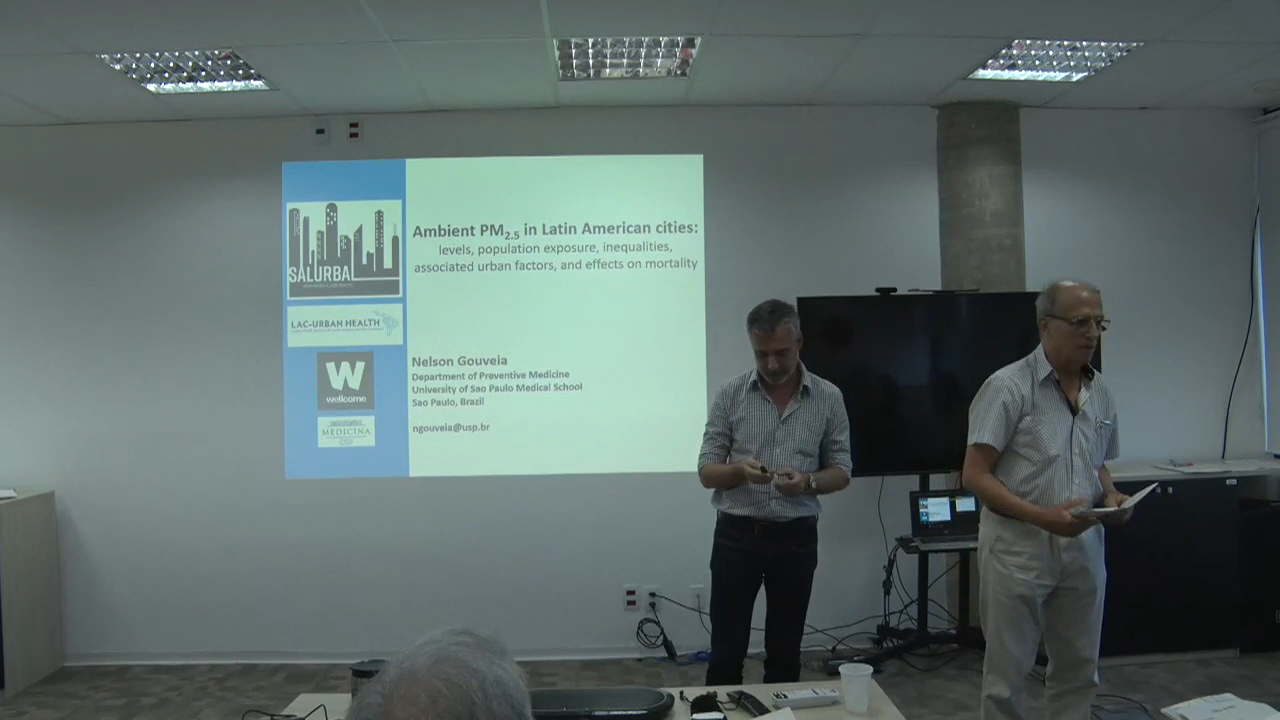 SALURBA
LAC-URBAN HEALTH
W
wellcome
MEDICINA
USP
Ambient PM2.5 in Latin American cities:
levels, population exposure, inequalities,
associated urban factors, and effects on mortality
Nelson Gouveia
Department of Preventive Medicine
University of Sao Paulo Medical School
Sao Paulo, Brazil
ngouveia@usp.br